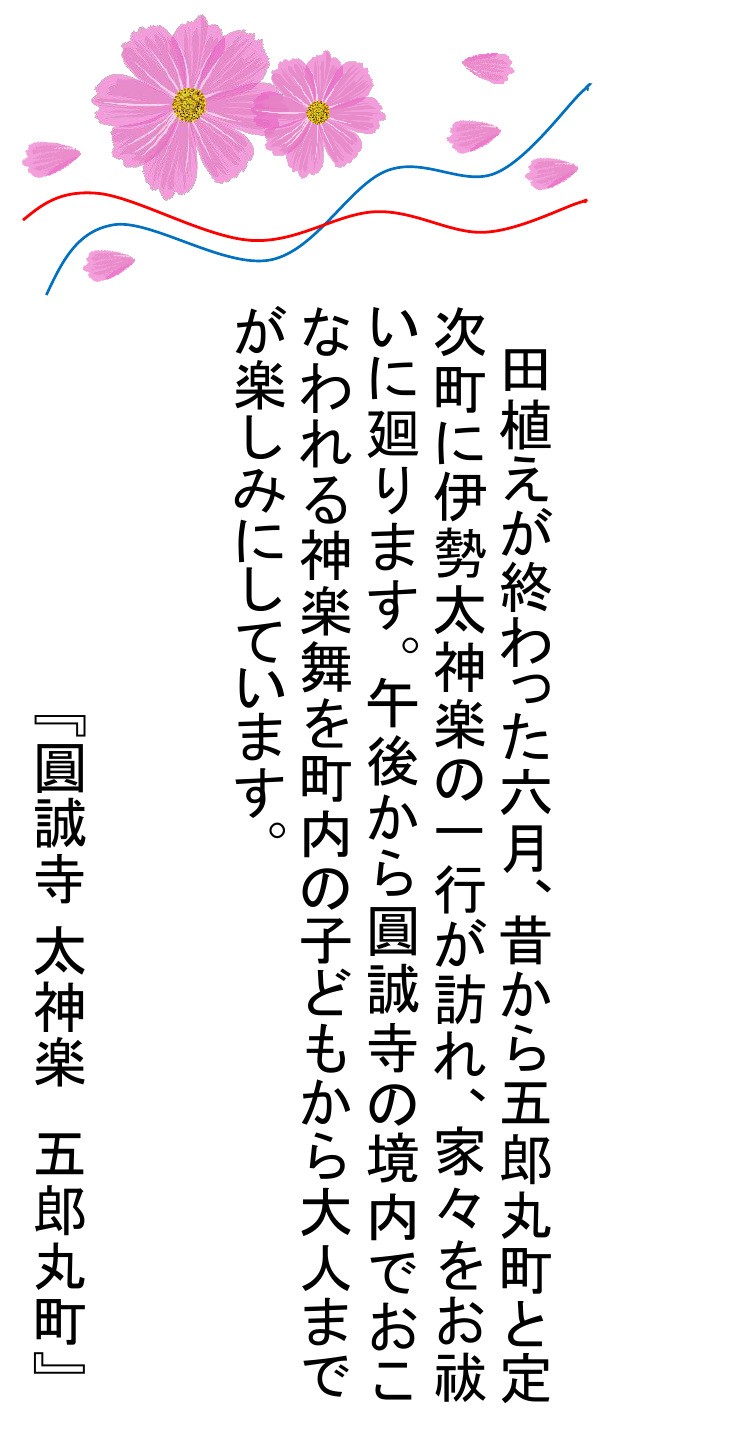 田植えが終わった六月、昔から五郎丸町と定
次町に伊勢太神楽の一行が訪れ、家々をお祓
いに廻ります。午後から圓誠寺の境内でおこ
なわれる神楽舞を町内の子どもから大人まで
が楽しみにしています。
『圓誠寺 太神楽 五郎丸町』